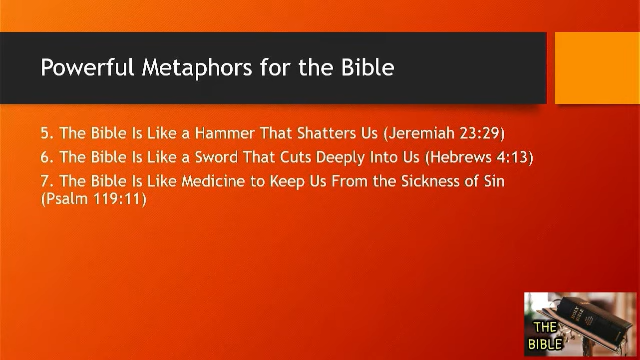 Powerful Metaphors for the Bible
5. The Bible Is Like a Hammer That Shatters Us (Jeremiah 23:29)
6. The Bible Is Like a Sword That Cuts Deeply Into Us (Hebrews 4:13)
7. The Bible Is Like Medicine to Keep Us From the Sickness of Sin
(Psalm 119:11)
THE
BIBLE
HOLY
BIBLE